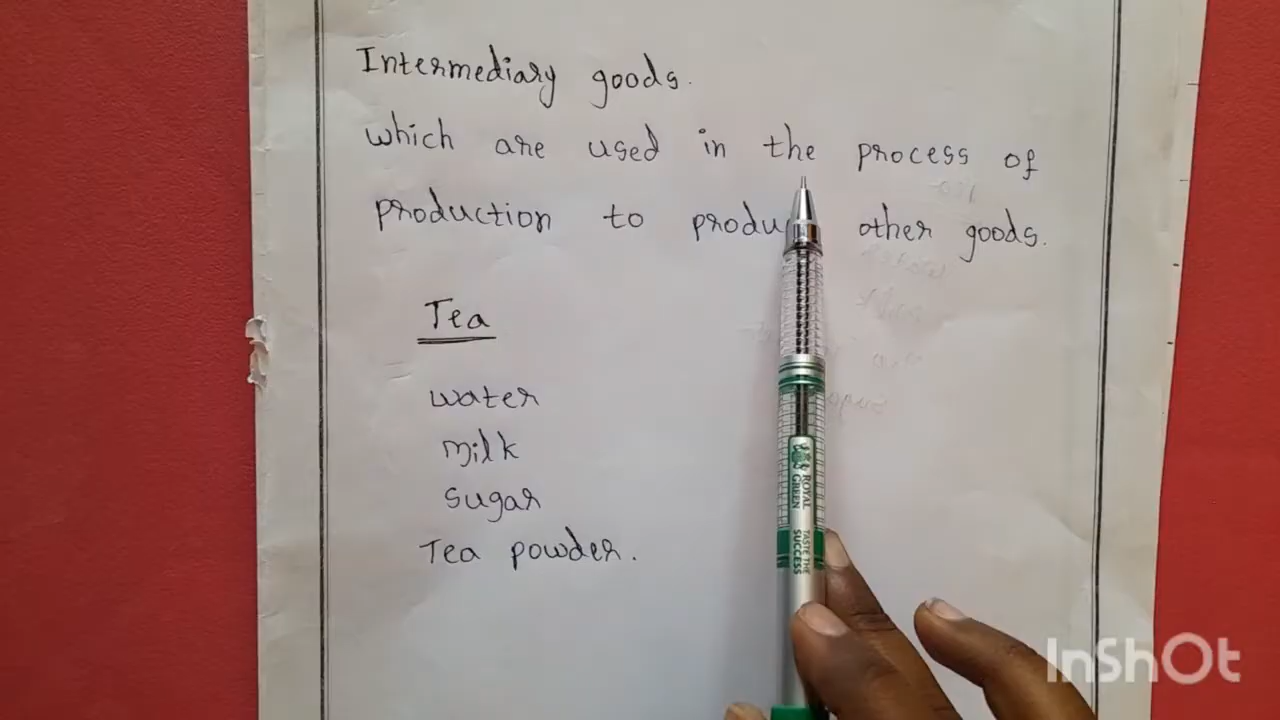 Intermediary goods.
which are used in the process of
production to produ other goods.
Tea
water
milk
sugar
Tea powder.
ROYAL GREEN
TASTE THE SUCCESS
InShOt